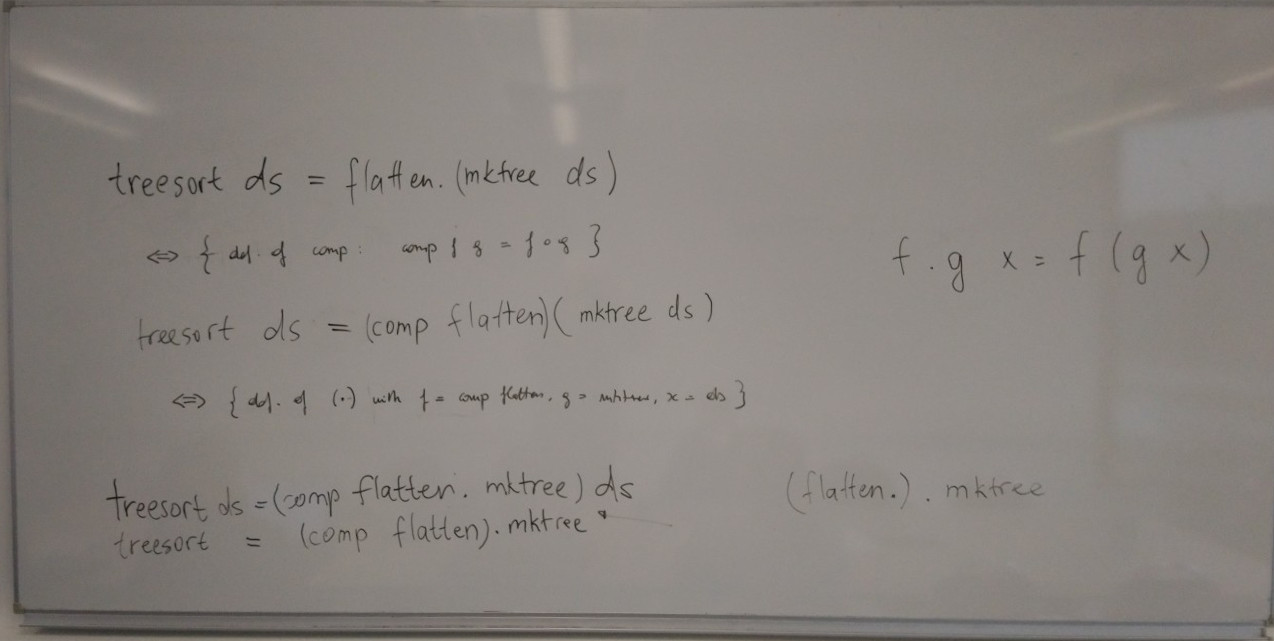 treesort ds = flatten. (mktree ds)
⇔ { def. of comp: comp f g = f∘g }
f . g x = f (g x)
treesort ds = (comp flatten)( mktree ds )
⇔ { def. of (.) with f = comp flatten, g = mktree, x = ds }
treesort ds = (comp flatten. mktree) ds
(flatten.) . mktree
treesort = (comp flatten). mktree